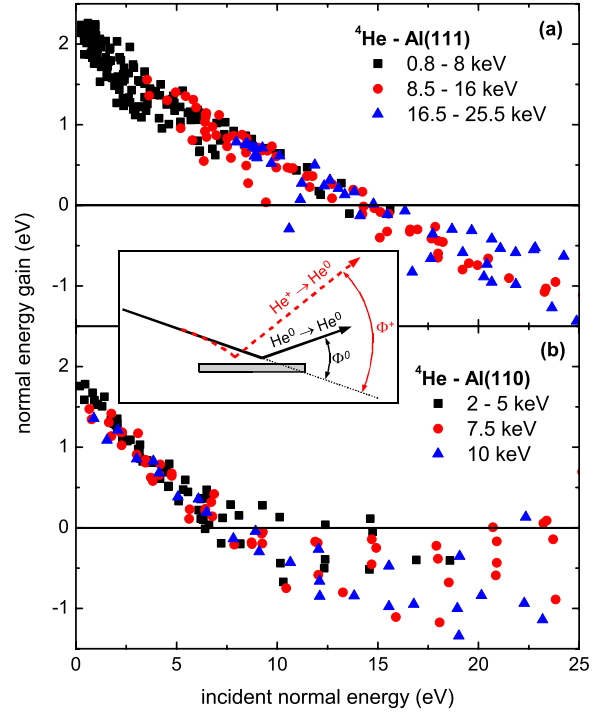 (a)
⁴He - Al(111)
0.8 - 8 keV
8.5 - 16 keV
16.5 - 25.5 keV
2
1
0
-1
normal energy gain (eV)
He⁺→He⁰
He⁰→He⁰
Φ⁰
Φ⁺
(b)
⁴He - Al(110)
2 - 5 keV
7.5 keV
10 keV
2
1
0
-1
0 5 10 15 20 25
incident normal energy (eV)